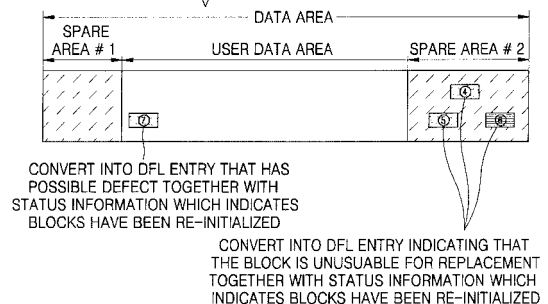 DATA AREA
SPARE
AREA # 1
USER DATA AREA
SPARE AREA # 2
④
⑦
⑤
⑥
CONVERT INTO DFL ENTRY THAT HAS
POSSIBLE DEFECT TOGETHER WITH
STATUS INFORMATION WHICH INDICATES
BLOCKS HAVE BEEN RE-INITIALIZED
CONVERT INTO DFL ENTRY INDICATING THAT
THE BLOCK IS UNUSUABLE FOR REPLACEMENT
TOGETHER WITH STATUS INFORMATION WHICH
INDICATES BLOCKS HAVE BEEN RE-INITIALIZED